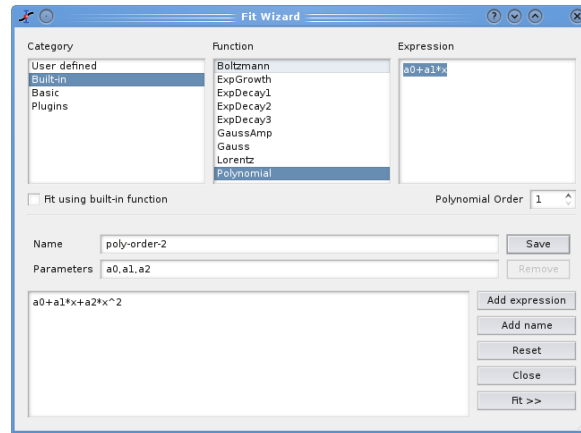 Fit Wizard
Category
Function
Expression
User defined
Built-in
Basic
Plugins
Boltzmann
ExpGrowth
ExpDecay1
ExpDecay2
ExpDecay3
GaussAmp
Gauss
Lorentz
Polynomial
a0+a1*x
Fit using built-in function
Polynomial Order 1
Name poly-order-2 Save
Parameters a0,a1,a2 Remove
a0+a1*x+a2*x^2
Add expression
Add name
Reset
Close
Fit >>